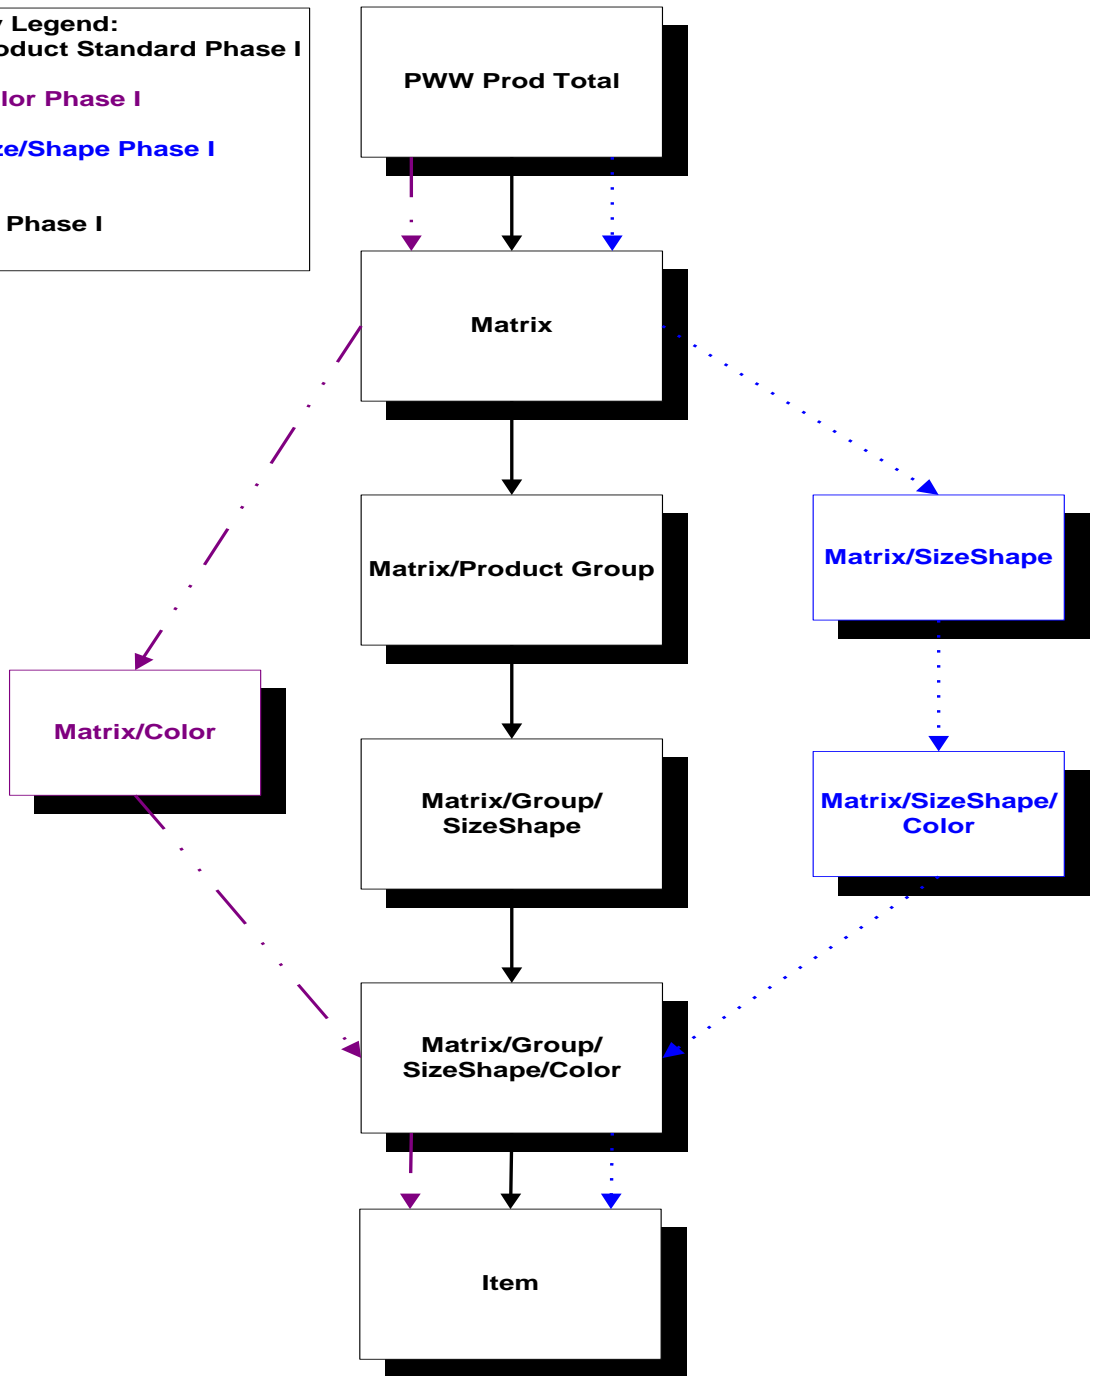 y Legend:
oduct Standard Phase I
lor Phase I
ze/Shape Phase I
Phase I
PWW Prod Total
Matrix
Matrix/Product Group
Matrix/SizeShape
Matrix/Color
Matrix/Group/
SizeShape
Matrix/SizeShape/
Color
Matrix/Group/
SizeShape/Color
Item